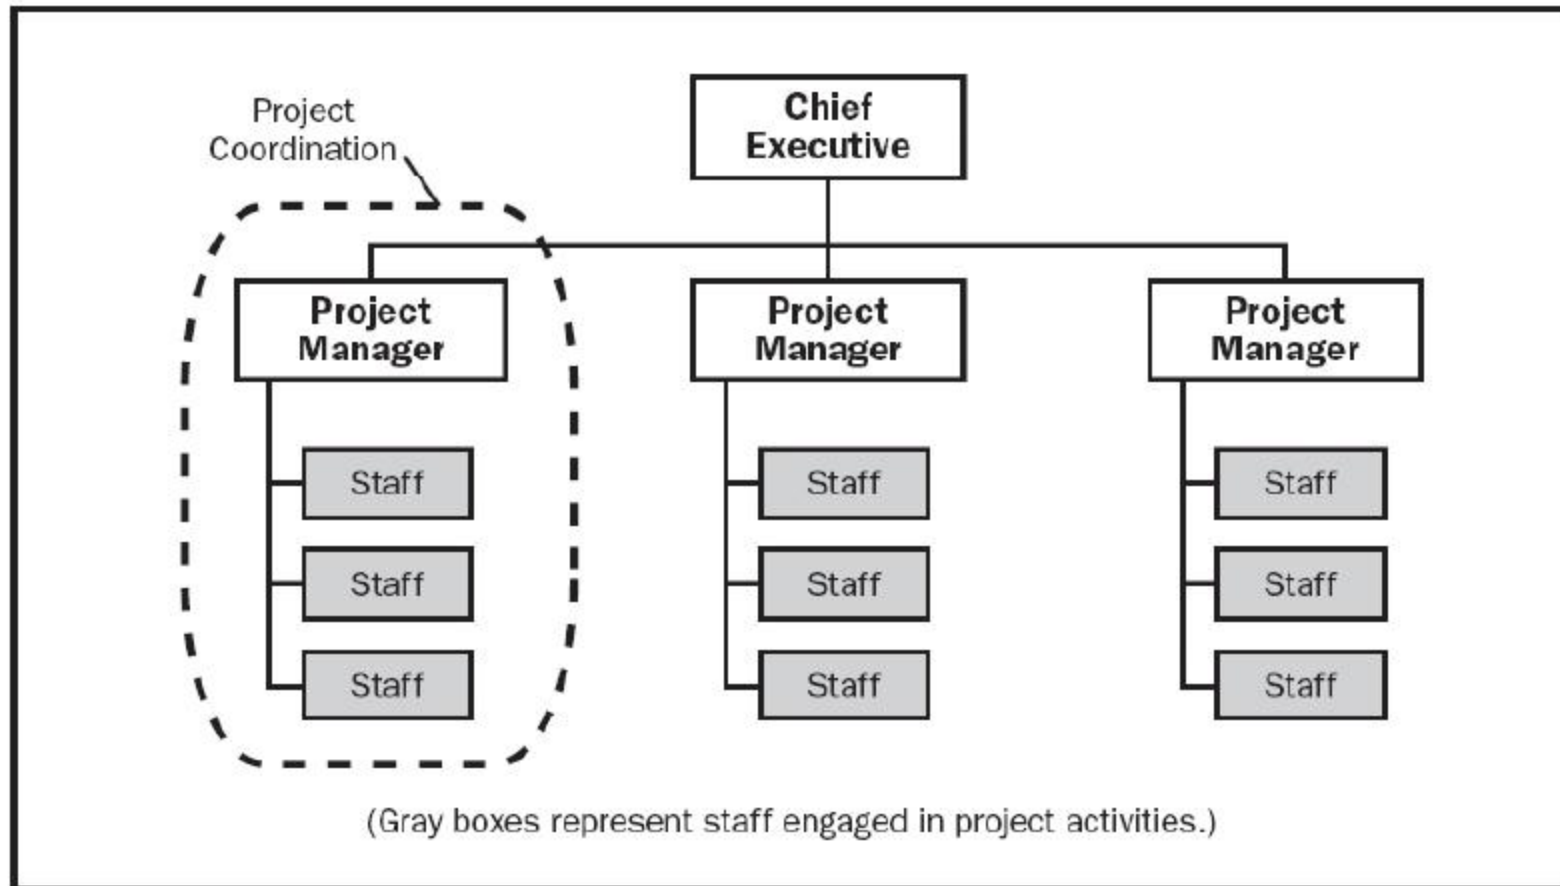 Project
Coordination
Chief
Executive
Project
Manager
Project
Manager
Project
Manager
Staff
Staff
Staff
Staff
Staff
Staff
Staff
Staff
Staff
(Gray boxes represent staff engaged in project activities.)